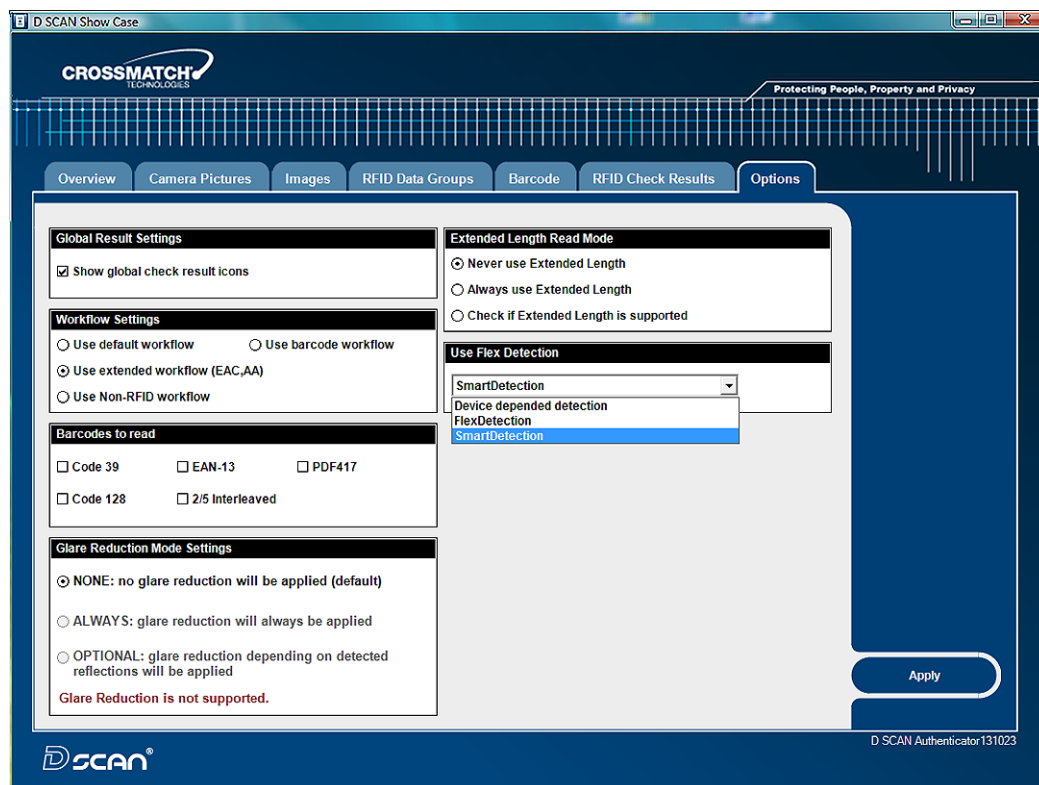 D SCAN Show Case
CROSSMATCH
TECHNOLOGIES
Protecting People, Property and Privacy
Overview
Camera Pictures
Images
RFID Data Groups
Barcode
RFID Check Results
Options
Global Result Settings
Show global check result icons
Workflow Settings
Use default workflow
Use barcode workflow
Use extended workflow (EAC,AA)
Use Non-RFID workflow
Barcodes to read
Code 39
EAN-13
PDF417
Code 128
2/5 Interleaved
Glare Reduction Mode Settings
NONE: no glare reduction will be applied (default)
ALWAYS: glare reduction will always be applied
OPTIONAL: glare reduction depending on detected
reflections will be applied
Glare Reduction is not supported.
Extended Length Read Mode
Never use Extended Length
Always use Extended Length
Check if Extended Length is supported
Use Flex Detection
SmartDetection
Device depended detection
FlexDetection
SmartDetection
Apply
D SCAN Authenticator131023
D SCAN®